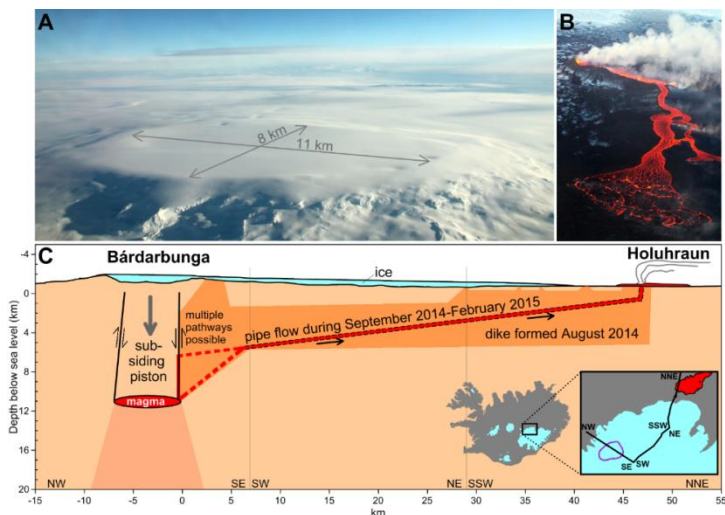 A
8 km
11 km
B
C
Bárdarbunga
Holuhraun
ice
multiple
pathways
possible
sub-
siding
piston
magma
pipe flow during September 2014-February 2015
dike formed August 2014
Depth below sea level (km)
-4
0
4
8
12
16
20
NW
SE
SW
NE
SSW
NNE
-15
-10
-5
0
5
10
15
20
25
30
35
40
45
50
55
km
NNE
NW
SSW
NE
SE
SW